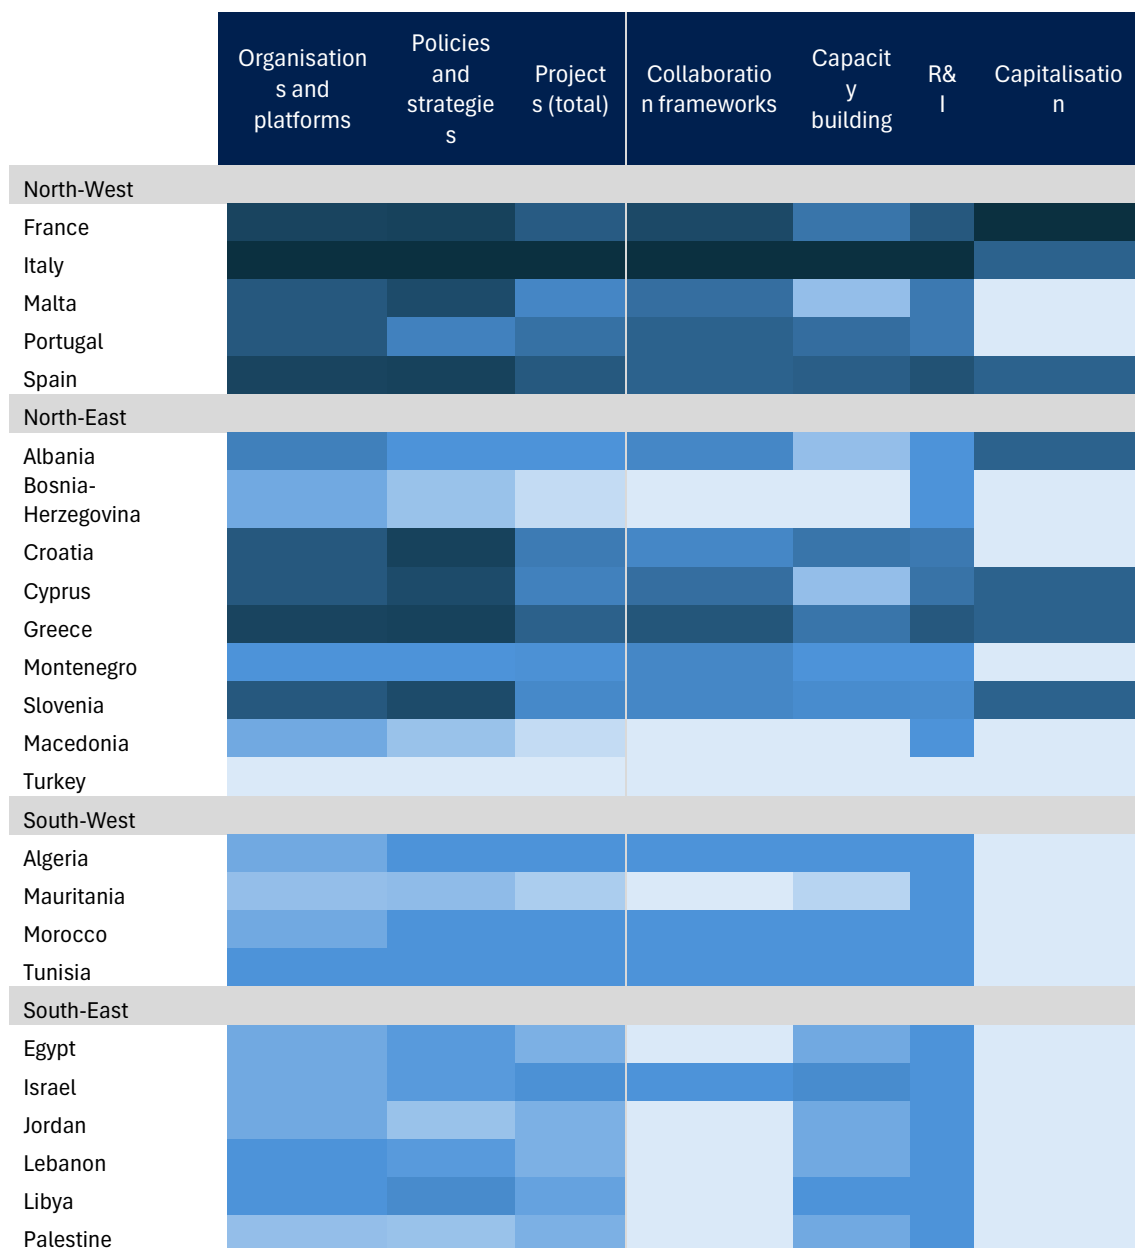 Organisation
s and
platforms
Policies
and
strategie
s
Project
s (total)
Collaboratio
n frameworks
Capacit
y
building
R&
I
Capitalisatio
n
North-West
France
Italy
Malta
Portugal
Spain
North-East
Albania
Bosnia-
Herzegovina
Croatia
Cyprus
Greece
Montenegro
Slovenia
Macedonia
Turkey
South-West
Algeria
Mauritania
Morocco
Tunisia
South-East
Egypt
Israel
Jordan
Lebanon
Libya
Palestine